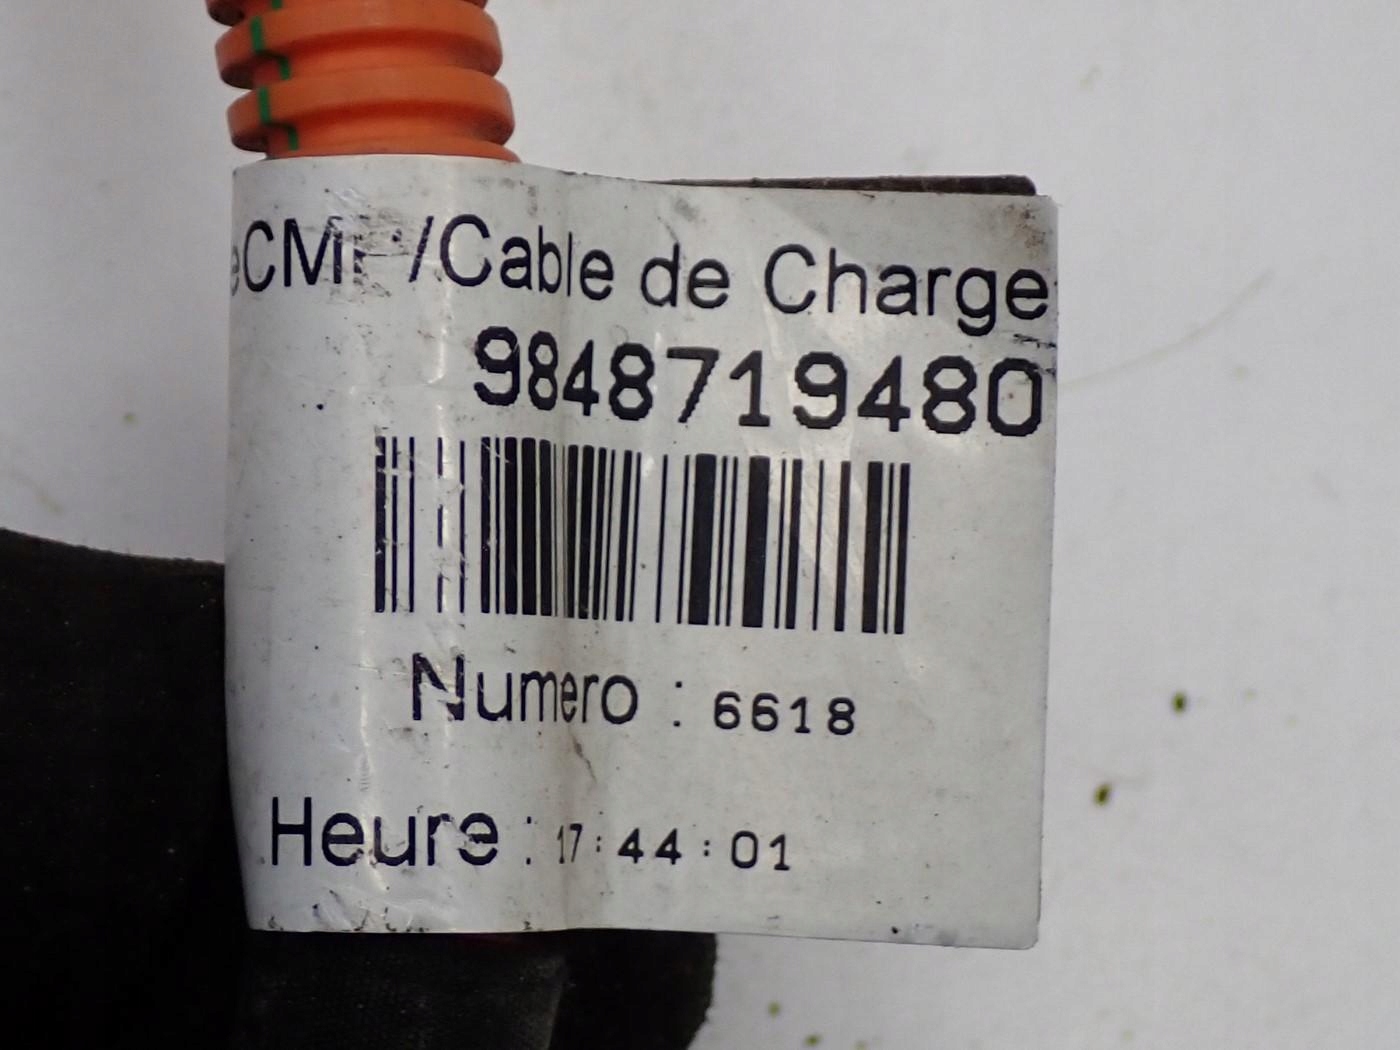 eCMP/Cable de Charge
9848719480
Numero : 6618
Heure : 17:44:01